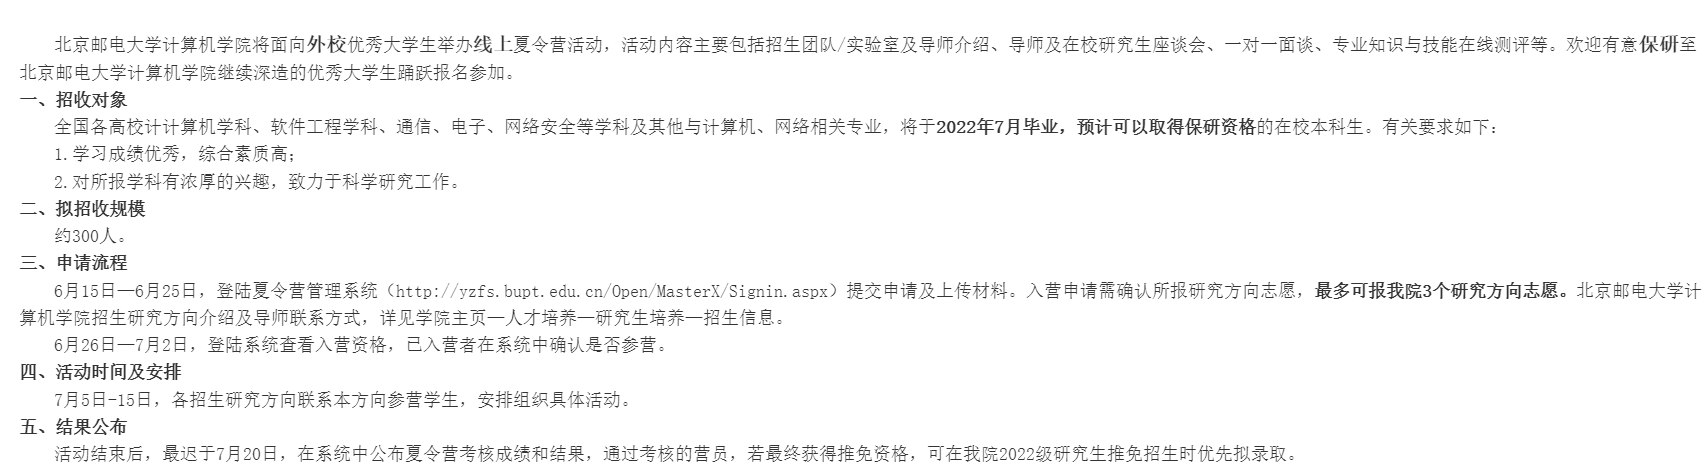 北京邮电大学计算机学院将面向外校优秀大学生举办线上夏令营活动，活动内容主要包括招生团队/实验室及导师介绍、导师及在校研究生座谈会、一对一面谈、专业知识与技能在线测评等。欢迎有意保研至
北京邮电大学计算机学院继续深造的优秀大学生踊跃报名参加。
一、招收对象
全国各高校计计算机学科、软件工程学科、通信、电子、网络安全等学科及其他与计算机、网络相关专业，将于2022年7月毕业，预计可以取得保研资格的在校本科生。有关要求如下：
1.学习成绩优秀，综合素质高；
2.对所报学科有浓厚的兴趣，致力于科学研究工作。
二、拟招收规模
约300人。
三、申请流程
6月15日—6月25日，登陆夏令营管理系统（http://yzfs.bupt.edu.cn/Open/MasterX/Signin.aspx）提交申请及上传材料。入营申请需确认所报研究方向志愿，最多可报我院3个研究方向志愿。北京邮电大学计
算机学院招生研究方向介绍及导师联系方式，详见学院主页—人才培养—研究生培养—招生信息。
6月26日—7月2日，登陆系统查看入营资格，已入营者在系统中确认是否参营。
四、活动时间及安排
7月5日-15日，各招生研究方向联系本方向参营学生，安排组织具体活动。
五、结果公布
活动结束后，最迟于7月20日，在系统中公布夏令营考核成绩和结果，通过考核的营员，若最终获得推免资格，可在我院2022级研究生推免招生时优先拟录取。